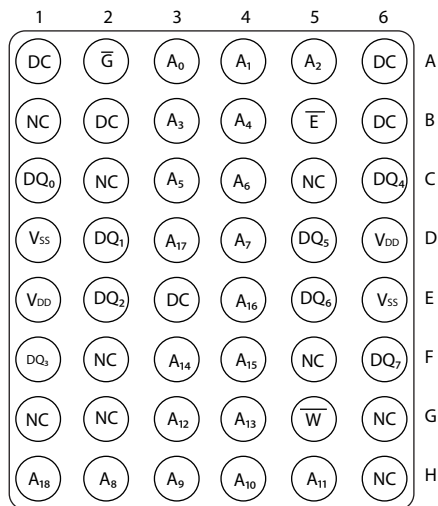 1 2 3 4 5 6
DC G̅ A₀ A₁ A₂ DC A
NC DC A₃ A₄ E̅ DC B
DQ₀ NC A₅ A₆ NC DQ₄ C
VSS DQ₁ A₁₇ A₇ DQ₅ VDD D
VDD DQ₂ DC A₁₆ DQ₆ VSS E
DQ₃ NC A₁₄ A₁₅ NC DQ₇ F
NC NC A₁₂ A₁₃ W̅ NC G
A₁₈ A₈ A₉ A₁₀ A₁₁ NC H